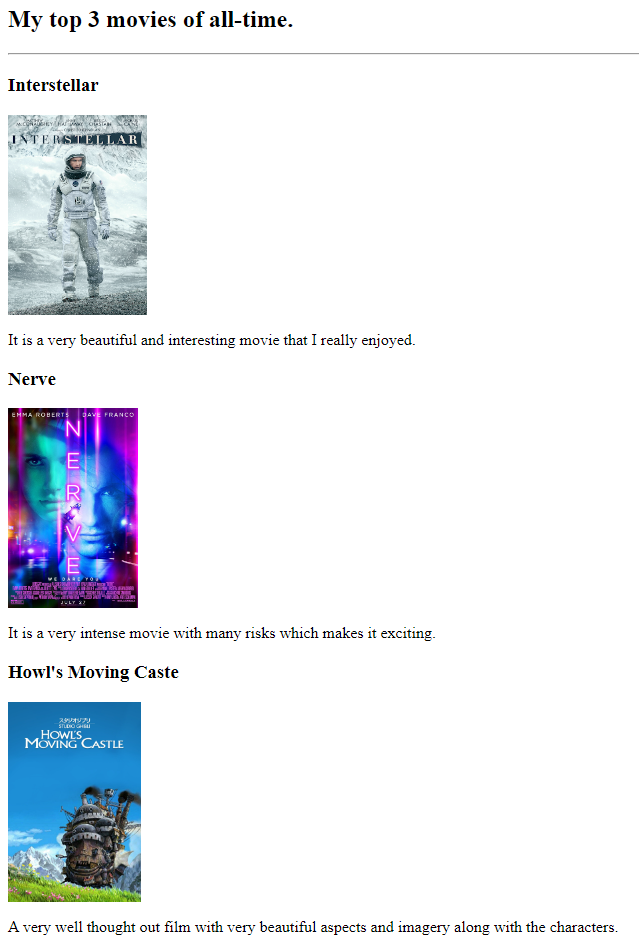 My top 3 movies of all-time.
Interstellar
INTERSTELLAR
It is a very beautiful and interesting movie that I really enjoyed.
Nerve
EMMA ROBERTS DAVE FRANCO
N
E
R
V
E
WE DARE YOU
JULY 27
It is a very intense movie with many risks which makes it exciting.
Howl's Moving Caste
スタジオジブリ
STUDIO GHIBLI
HOWL'S
MOVING CASTLE
A very well thought out film with very beautiful aspects and imagery along with the characters.